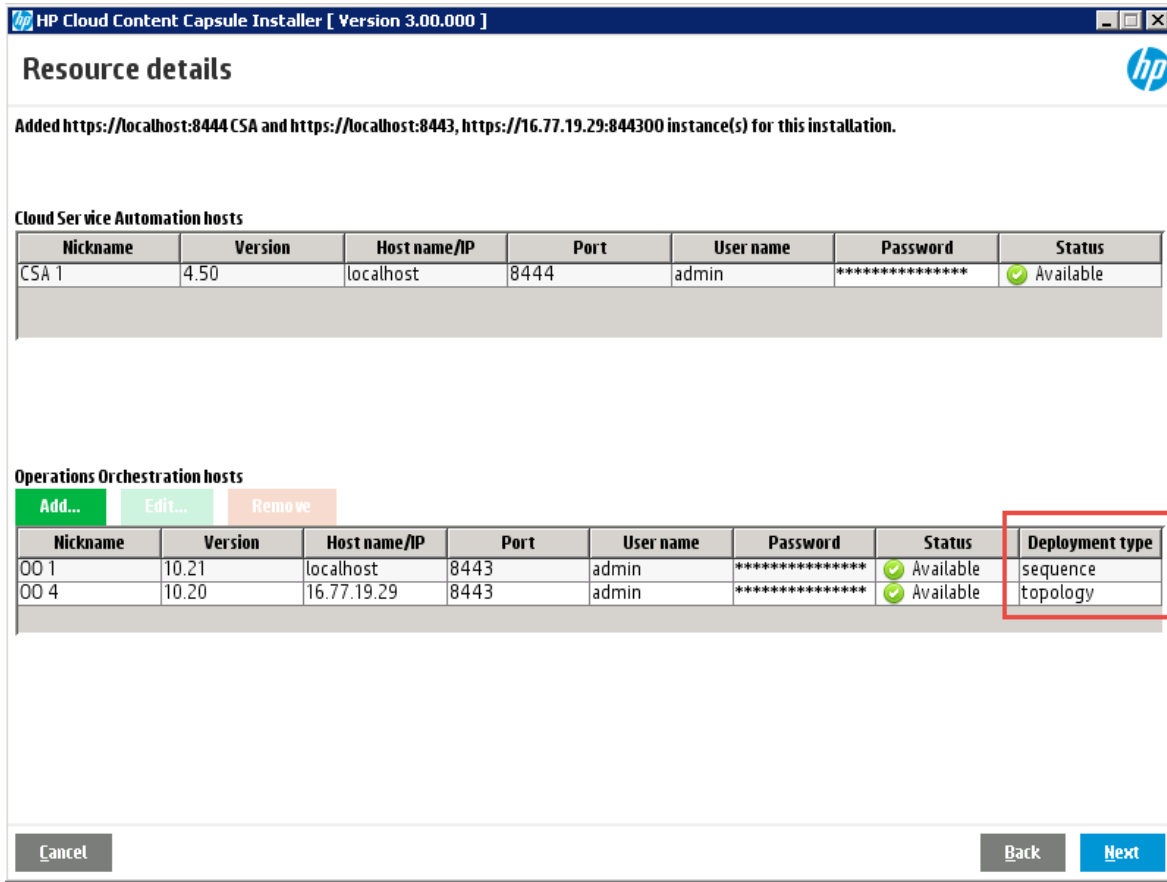 hp HP Cloud Content Capsule Installer [ Version 3.00.000 ]
Resource details
hp
Added https://localhost:8444 CSA and https://localhost:8443, https://16.77.19.29:8443OO instance(s) for this installation.
Cloud Service Automation hosts
Nickname Version Host name/IP Port User name Password Status
CSA 1 4.50 localhost 8444 admin *************** Available
Operations Orchestration hosts
Add... Edit... Remove
Nickname Version Host name/IP Port User name Password Status Deployment type
OO 1 10.21 localhost 8443 admin *************** Available sequence
OO 4 10.20 16.77.19.29 8443 admin *************** Available topology
Cancel Back Next